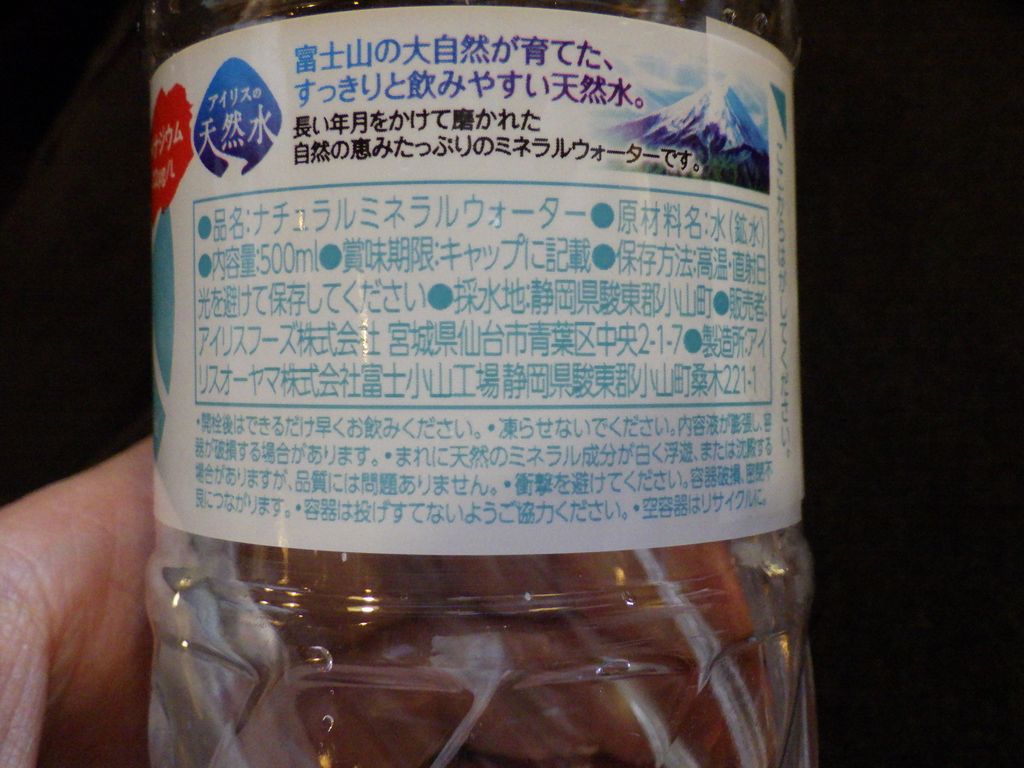 富士山の大自然が育てた、
すっきりと飲みやすい天然水。
長い年月をかけて磨かれた
自然の恵みたっぷりのミネラルウォーターです。
アイリスの
天然水
●品名:ナチュラルミネラルウォーター●原材料名:水(鉱水)
●内容量:500ml●賞味期限:キャップに記載●保存方法:高温・直射日
光を避けて保存してください●採水地:静岡県駿東郡小山町●販売者:
アイリスフーズ株式会社 宮城県仙台市青葉区中央2-1-7●製造所:アイ
リスオーヤマ株式会社富士小山工場静岡県駿東郡小山町桑木221-1
・開栓後はできるだけ早くお飲みください。・凍らせないでください。内容液が膨張し、容
器が破損する場合があります。・まれに天然のミネラル成分が白く浮遊、または沈殿する
場合がありますが、品質には問題ありません。・衝撃を避けてください。容器破損、密閉不
良につながります。・容器は投げすてないようご協力ください。・空容器はリサイクルに。